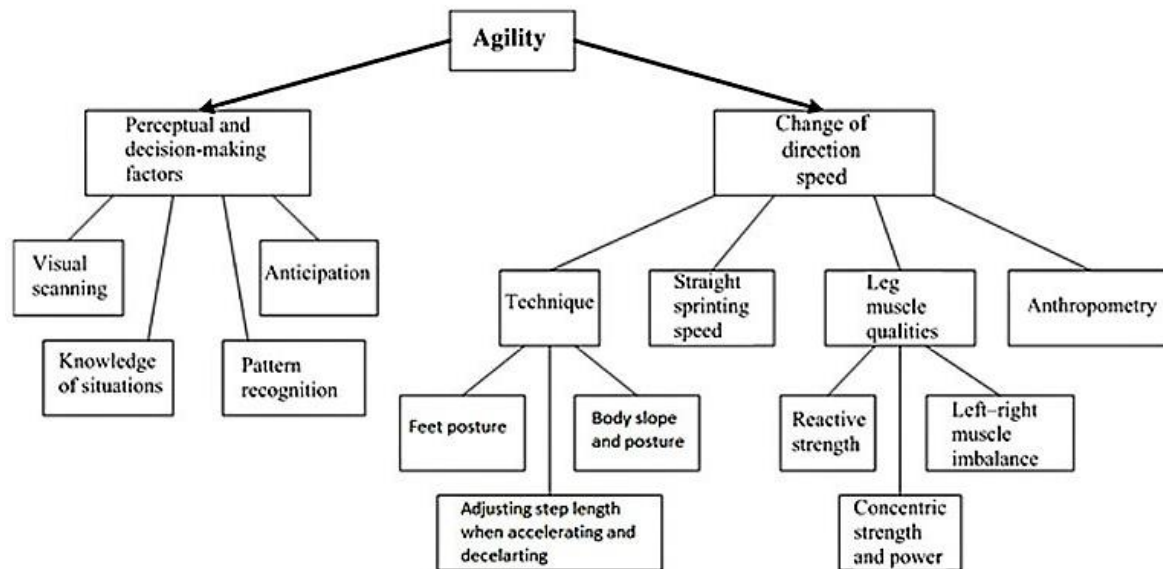 Agility
Perceptual and
decision-making
factors
Change of
direction
speed
Visual
scanning
Anticipation
Knowledge
of situations
Pattern
recognition
Technique
Straight
sprinting
speed
Leg
muscle
qualities
Anthropometry
Feet posture
Body slope
and posture
Reactive
strength
Left–right
muscle
imbalance
Adjusting step length
when accelerating and
decelarting
Concentric
strength
and power